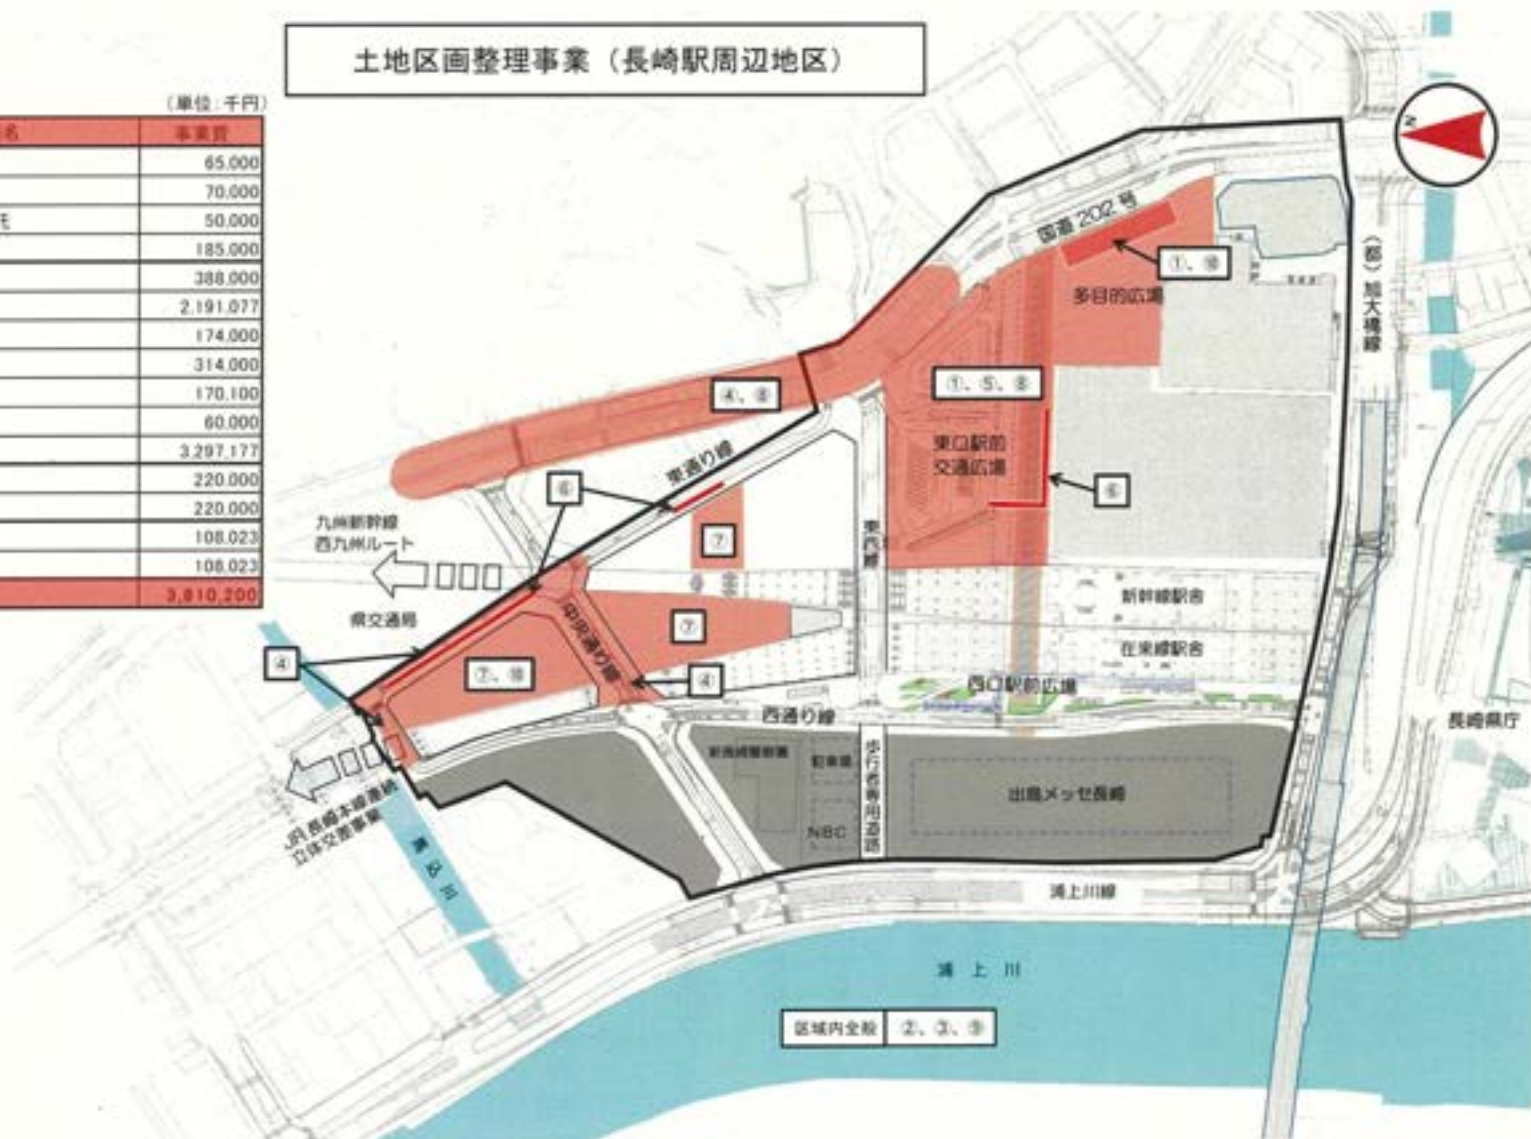 土地区画整理事業（長崎駅周辺地区）
（単位：千円）
名
事業費
65,000
70,000
託
50,000
185,000
388,000
2,191,077
174,000
314,000
170,100
60,000
3,297,177
220,000
220,000
108,023
108,023
3,810,200
N
国道202号
①、⑩
多目的広場
（都）旭大橋線
④、⑧
①、⑤、⑧
東口駅前
交通広場
東通り線
⑥
⑥
⑦
九州新幹線
西九州ルート
東西線
新幹線駅舎
県交通局
中央通り線
⑦
在来線駅舎
④
⑦、⑩
④
西口駅前広場
西通り線
長崎県庁
新長崎警察署
駐車場
歩行者専用道路
出島メッセ長崎
NBC
JR長崎本線連続
立体交差事業
浦上川線
浦上川
区域内全般
②、③、⑨